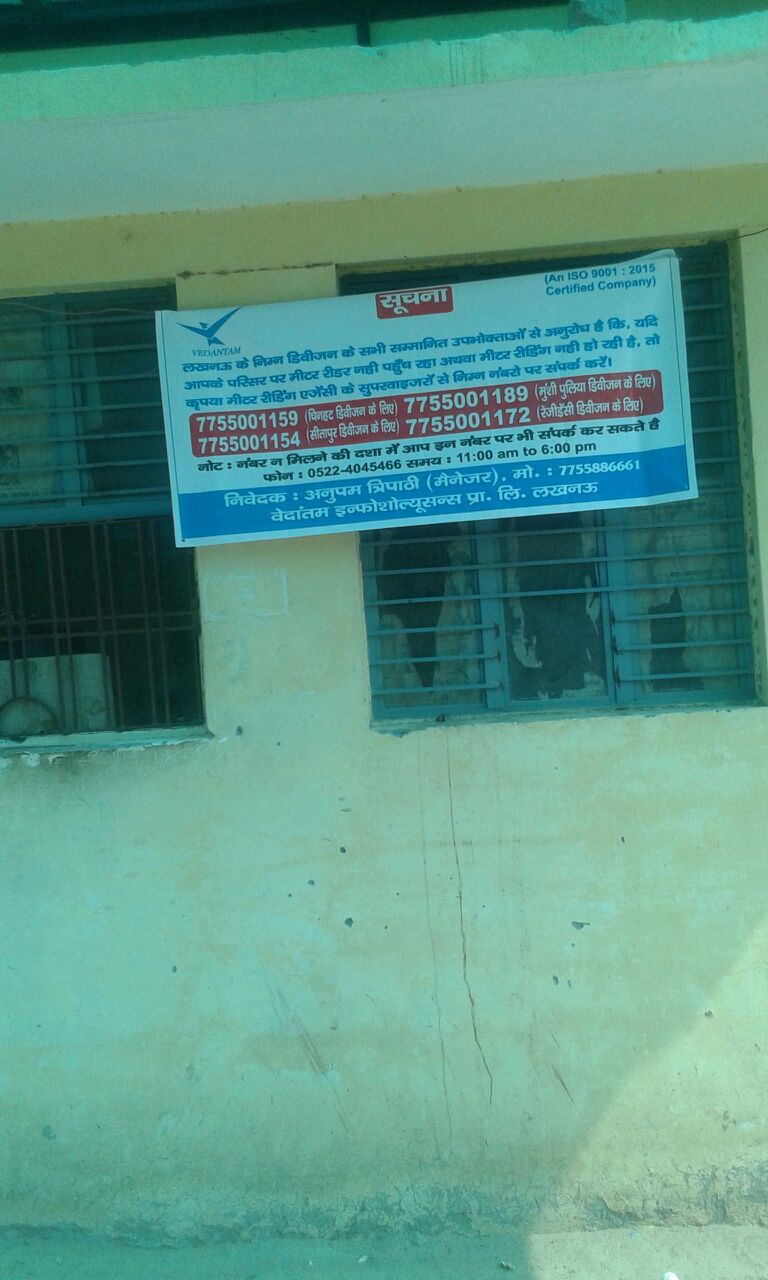 सूचना
(An ISO 9001 : 2015
Certified Company)
VEDANTAM
लखनऊ के निम्न डिवीजन के सभी सम्मानित उपभोक्ताओं से अनुरोध है कि, यदि
आपके परिसर पर मीटर रीडर नही पहुँच रहा अथवा मीटर रीडिंग नही हो रही है, तो
कृपया मीटर रीडिंग एजेंसी के सुपरवाइजरों से निम्न नंबरो पर संपर्क करें।
7755001159 (चिनहट डिवीजन के लिए) 7755001189 (मुंशी पुलिया डिवीजन के लिए)
7755001154 (सीतापुर डिवीजन के लिए) 7755001172 (रेजीडेंसी डिवीजन के लिए)
नोट : नंबर न मिलने की दशा में आप इन नंबर पर भी संपर्क कर सकते है
फोन : 0522-4045466 समय : 11:00 am to 6:00 pm
निवेदक : अनुपम त्रिपाठी (मैनेजर), मो. : 7755886661
वेदांतम इन्फोशोल्यूसन्स प्रा. लि. लखनऊ